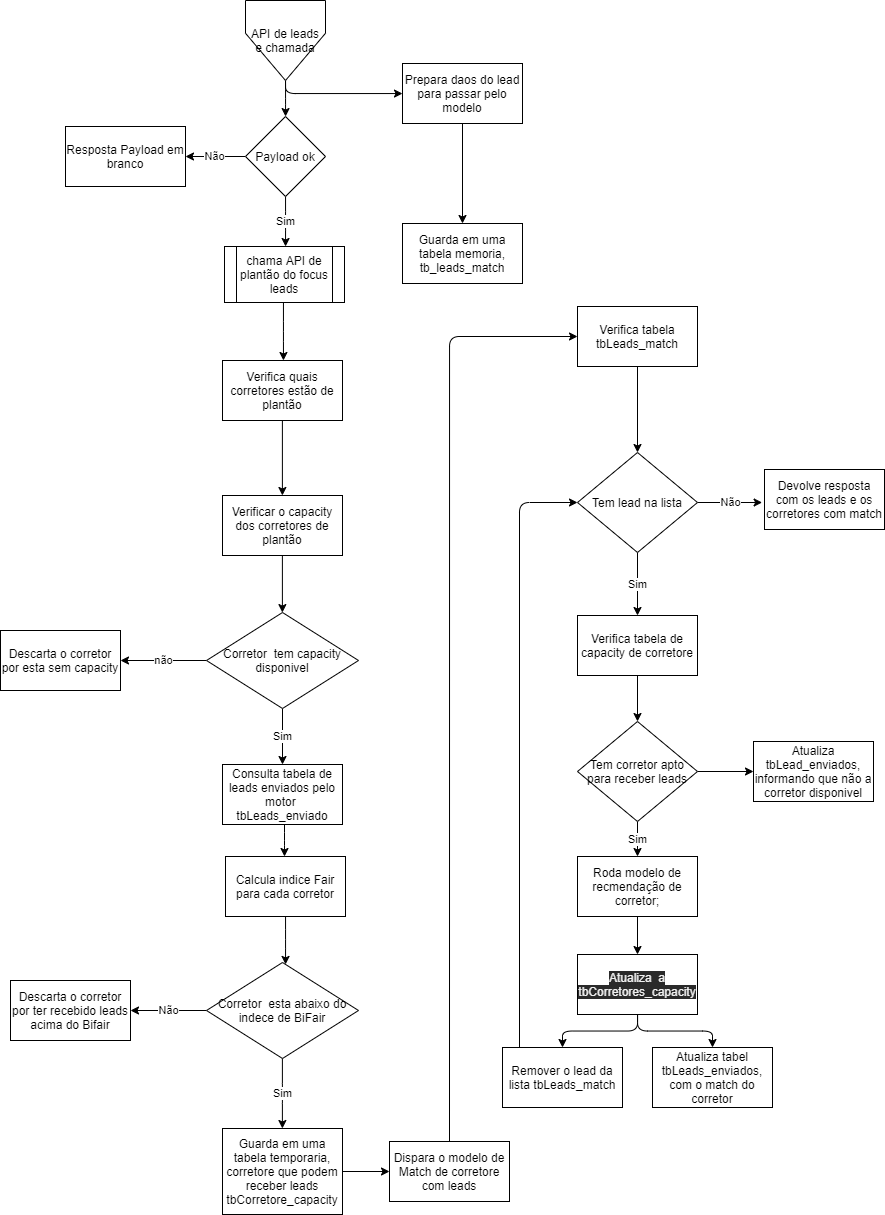 API de leads
e chamada
Prepara daos do lead
para passar pelo
modelo
Resposta Payload em
branco
Não
Payload ok
Sim
chama API de
plantão do focus
leads
Guarda em uma
tabela memoria,
tb_leads_match
Verifica quais
corretores estão de
plantão
Verificar o capacity
dos corretores de
plantão
Descarta o corretor
por esta sem capacity
não
Corretor  tem capacity
disponivel
Sim
Consulta tabela de
leads enviados pelo
motor
tbLeads_enviado
Calcula indice Fair
para cada corretor
Descarta o corretor
por ter recebido leads
acima do Bifair
Não
Corretor  esta abaixo do
indece de BiFair
Sim
Guarda em uma
tabela temporaria,
corretore que podem
receber leads
tbCorretore_capacity
Dispara o modelo de
Match de corretore
com leads
Verifica tabela
tbLeads_match
Tem lead na lista
Não
Devolve resposta
com os leads e os
corretores com match
Sim
Verifica tabela de
capacity de corretore
Tem corretor apto
para receber leads
Atualiza
tbLead_enviados,
informando que não a
corretor disponivel
Sim
Roda modelo de
recmendação de
corretor;
Atualiza  a
tbCorretores_capacity
Remover o lead da
lista tbLeads_match
Atualiza tabel
tbLeads_enviados,
com o match do
corretor